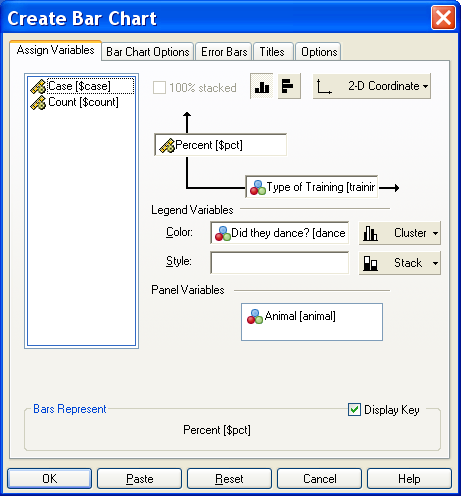 Create Bar Chart
Assign Variables Bar Chart Options Error Bars Titles Options
Case [$case]
Count [$count]
100% stacked
2-D Coordinate
Percent [$pct]
Type of Training [trainir
Legend Variables
Color: Did they dance? [dance Cluster
Style: Stack
Panel Variables
Animal [animal]
Bars Represent
Display Key
Percent [$pct]
OK Paste Reset Cancel Help